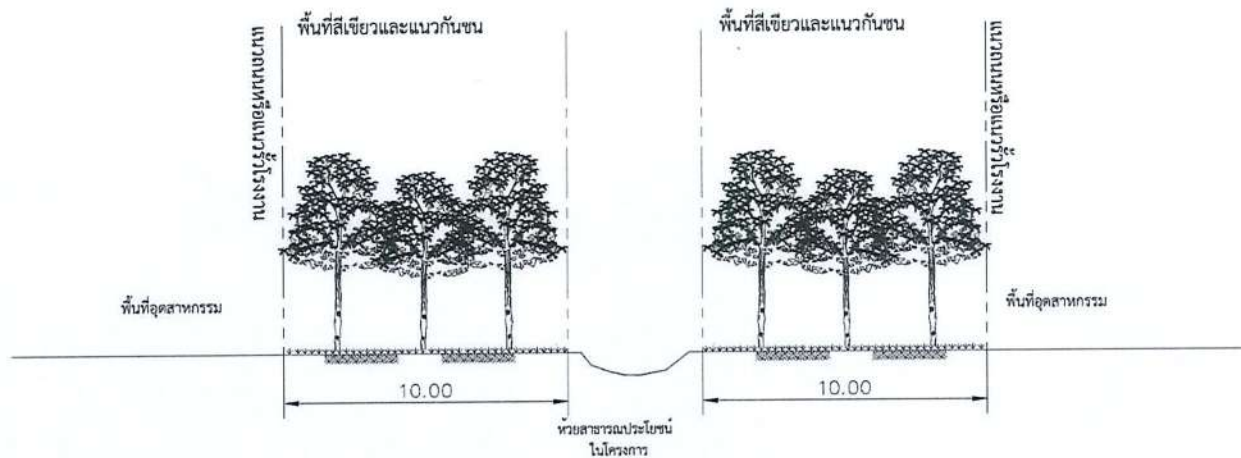 พื้นที่สีเขียวและแนวกันชน
พื้นที่สีเขียวและแนวกันชน
แนวถนนหรือแนวรั้วโรงงาน
แนวถนนหรือแนวรั้วโรงงาน
พื้นที่อุตสาหกรรม
พื้นที่อุตสาหกรรม
10.00
10.00
ห้วยสาธารณประโยชน์
ในโครงการ